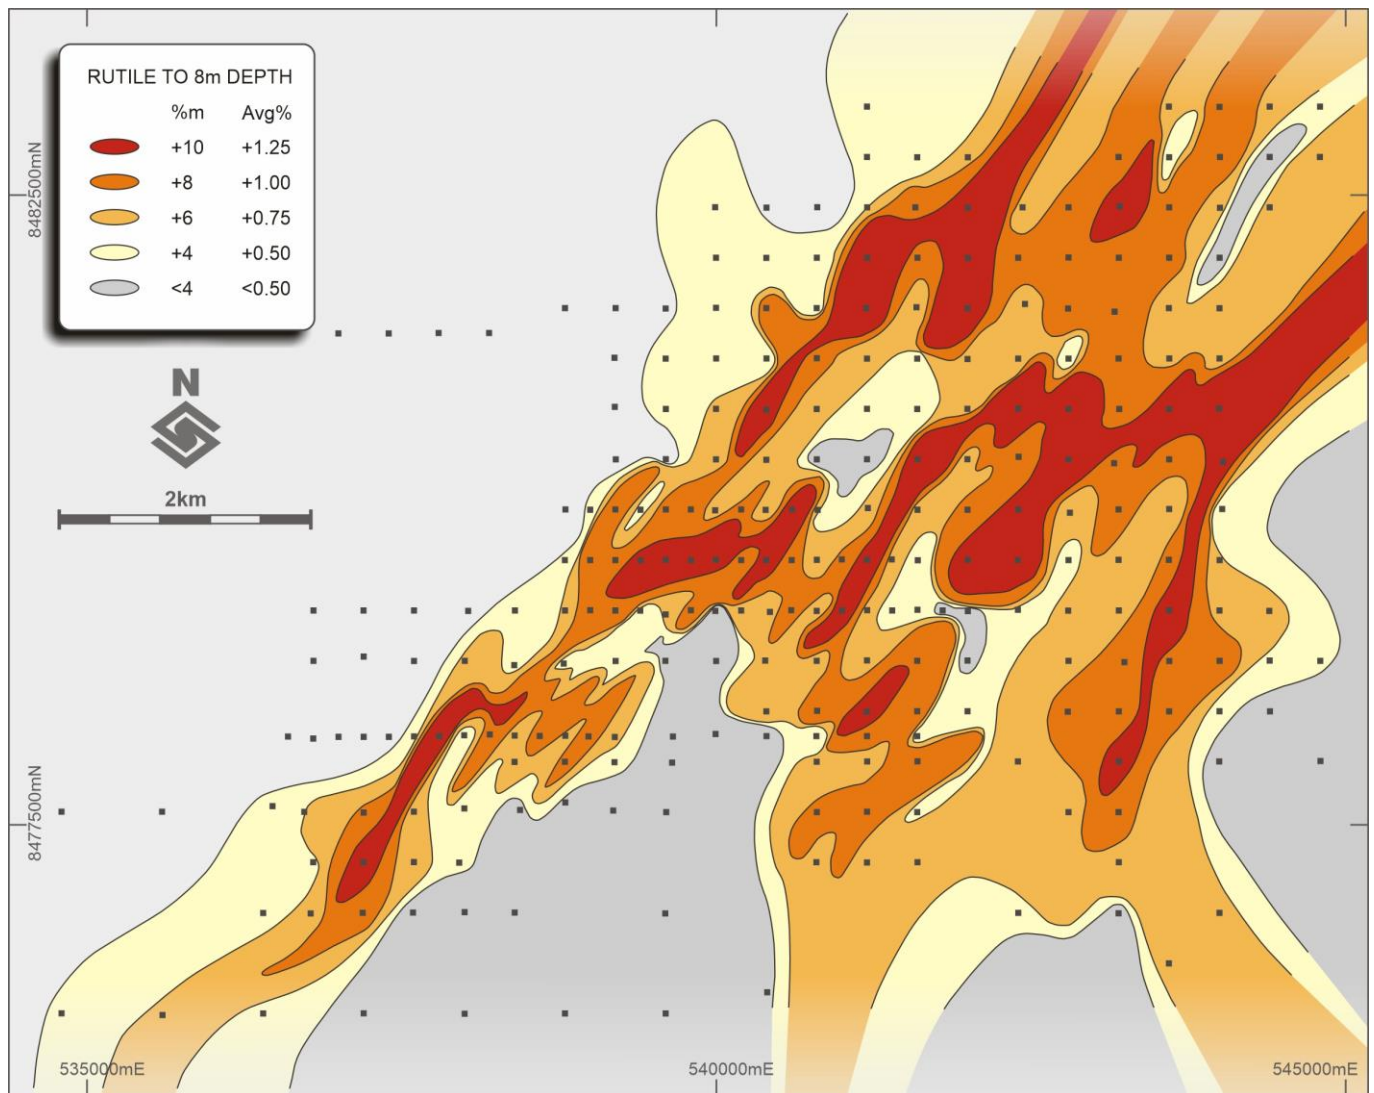 RUTILE TO 8m DEPTH
%m Avg%
+10 +1.25
+8 +1.00
+6 +0.75
+4 +0.50
<4 <0.50
8482500mN
N
2km
8477500mN
535000mE 540000mE 545000mE